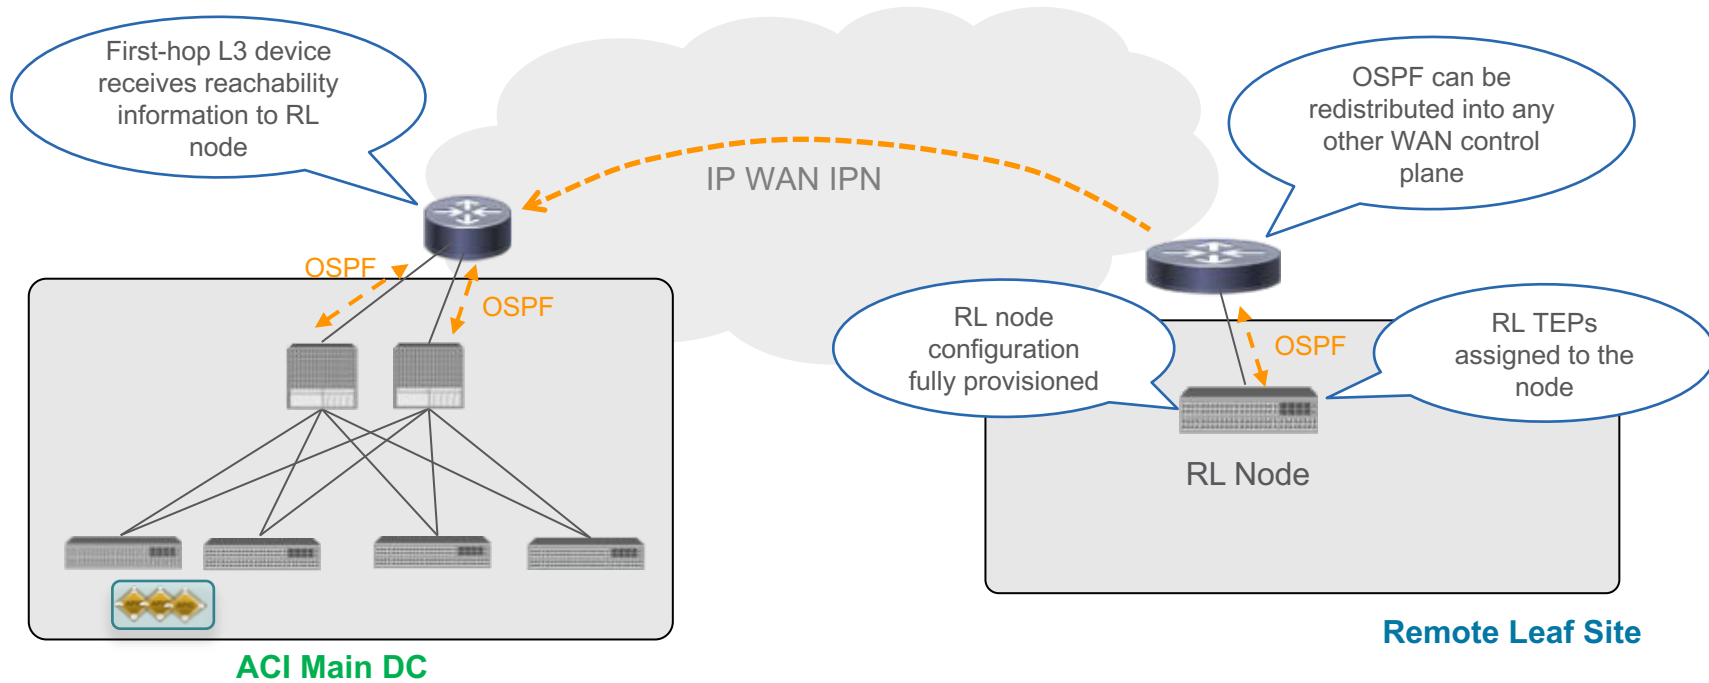 First-hop L3 device
receives reachability
information to RL
node
OSPF can be
redistributed into any
other WAN control
plane
IP WAN IPN
OSPF
OSPF
RL node
configuration
fully provisioned
OSPF
RL TEPs
assigned to the
node
RL Node
Remote Leaf Site
ACI Main DC